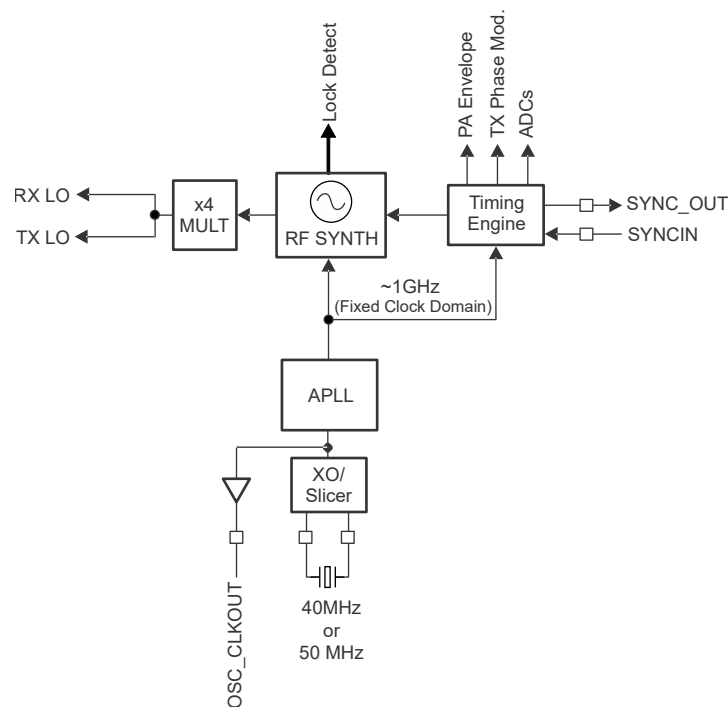 Lock Detect
PA Envelope
TX Phase Mod.
ADCs
RX LO
TX LO
x4
MULT
RF SYNTH
Timing
Engine
SYNC_OUT
SYNCIN
~1GHz
(Fixed Clock Domain)
APLL
XO/
Slicer
OSC_CLKOUT
40MHz
or
50 MHz